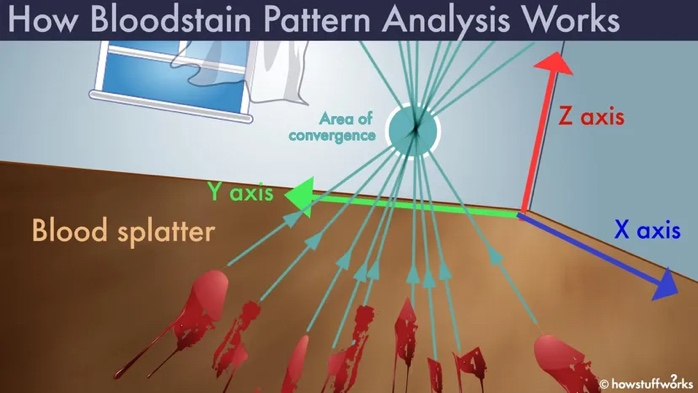 How Bloodstain Pattern Analysis Works
Area of
convergence
Z axis
Y axis
Blood splatter
X axis
© howstuffworks